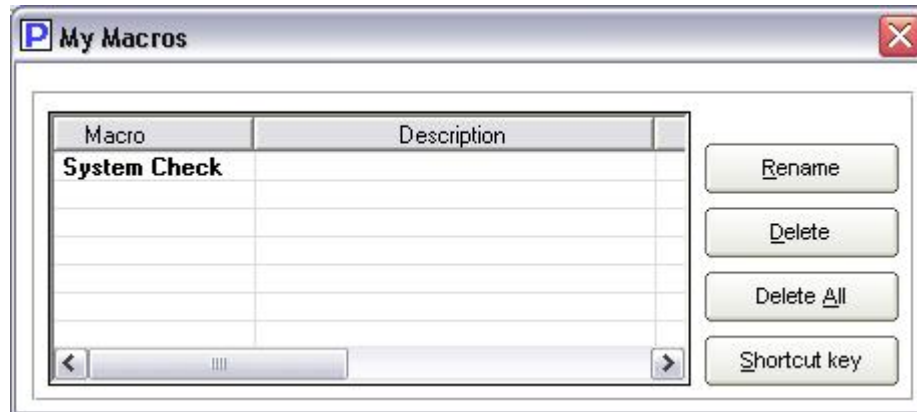 P My Macros
Macro Description
System Check
Rename
Delete
Delete All
Shortcut key